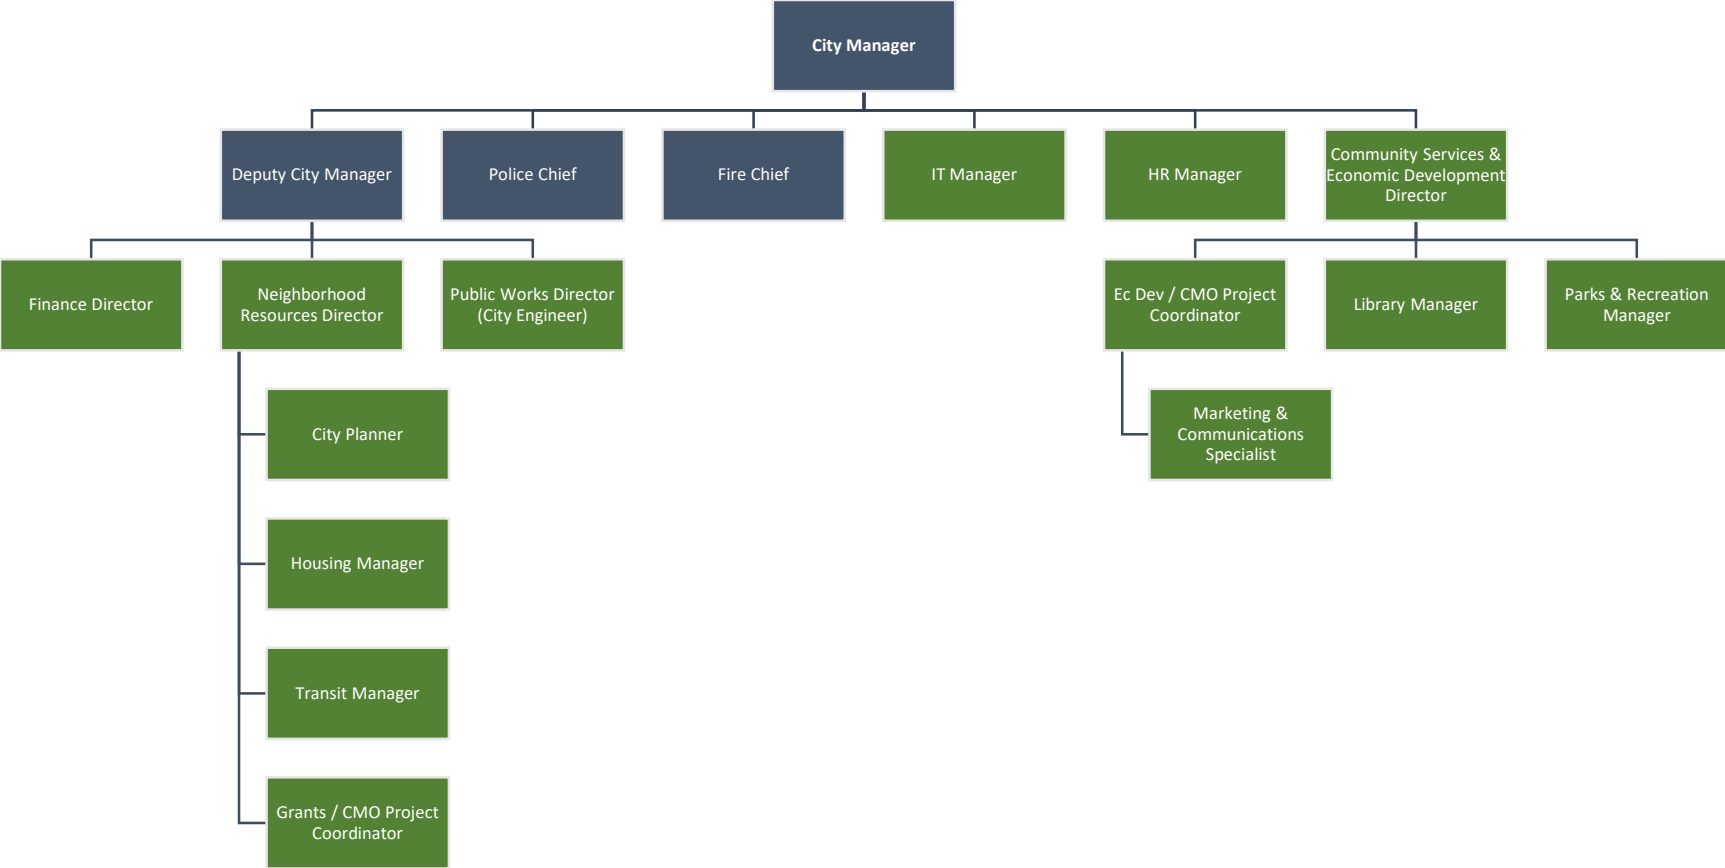 City Manager
Deputy City Manager
Police Chief
Fire Chief
IT Manager
HR Manager
Community Services &
Economic Development
Director
Finance Director
Neighborhood
Resources Director
Public Works Director
(City Engineer)
Ec Dev / CMO Project
Coordinator
Library Manager
Parks & Recreation
Manager
City Planner
Marketing &
Communications
Specialist
Housing Manager
Transit Manager
Grants / CMO Project
Coordinator